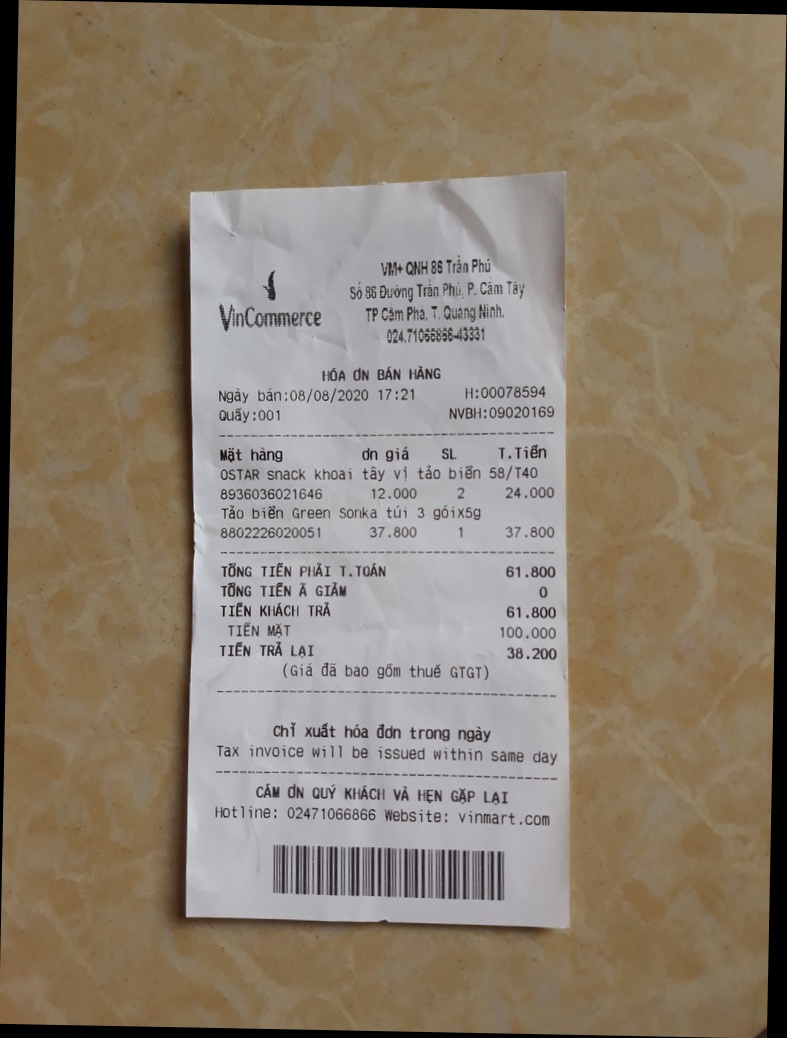 VinCommerce
VM+ QNH 86 Trần Phú
Số 86 Đường Trần Phú, P. Cẩm Tây
TP Cẩm Phả, T. Quảng Ninh.
024.71066866-43331
HÓA ƠN BÁN HÀNG
Ngày bán:08/08/2020 17:21 H:00078594
Quầy:001 NVBH:09020169
Mặt hàng ơn giá SL T.Tiền
OSTAR snack khoai tây vị tảo biển 58/T40
8936036021646 12.000 2 24.000
Tảo biển Green Sonka túi 3 góix5g
8802226020051 37.800 1 37.800
TỔNG TIỀN PHẢI T.TOÁN 61.800
TỔNG TIỀN Ã GIẢM 0
TIỀN KHÁCH TRẢ 61.800
TIỀN MẶT 100.000
TIỀN TRẢ LẠI 38.200
(Giá đã bao gồm thuế GTGT)
Chỉ xuất hóa đơn trong ngày
Tax invoice will be issued within same day
CẢM ƠN QUÝ KHÁCH VÀ HẸN GẶP LẠI
Hotline: 02471066866 Website: vinmart.com